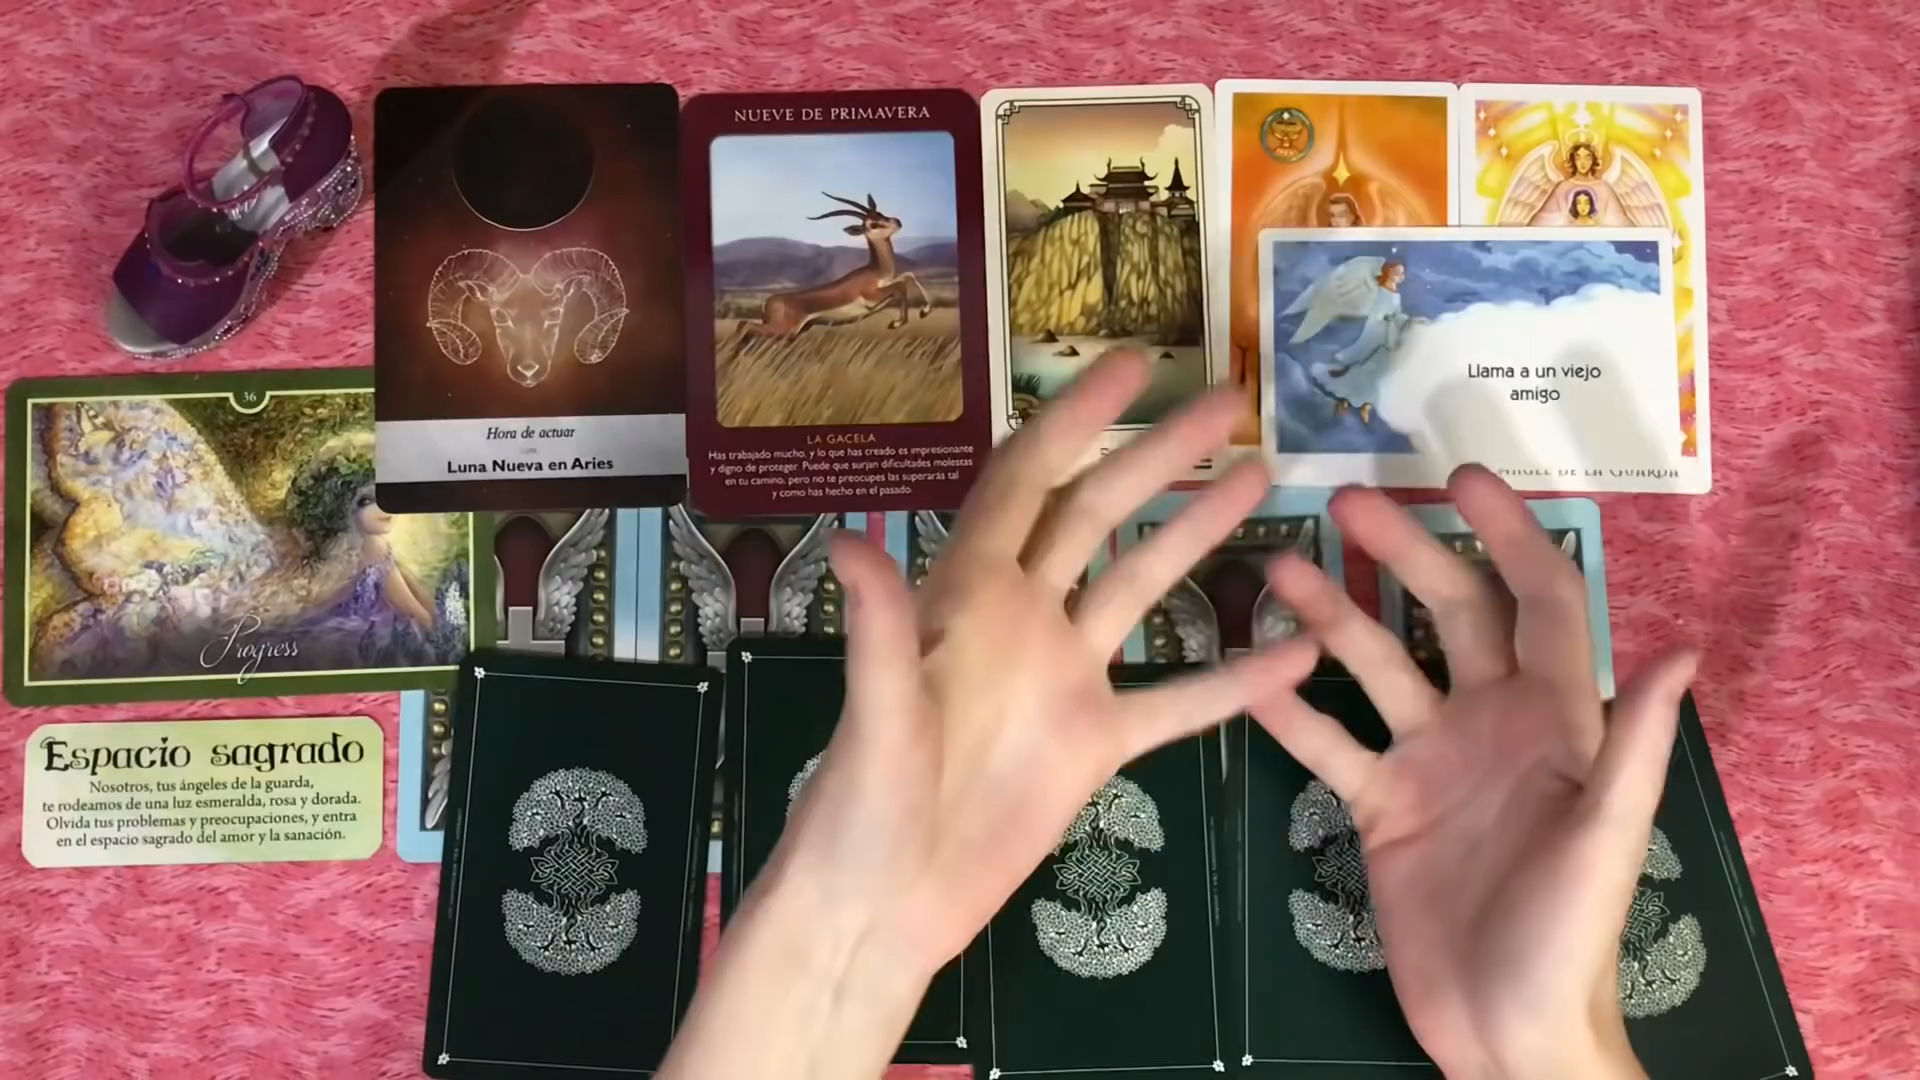 NUEVE DE PRIMAVERA
Hora de actuar
Luna Nueva en Aries
LA GACELA
Has trabajado mucho, y lo que has creado es impresionante
y digno de proteger. Puede que surjan dificultades molestas
en tu camino, pero no te preocupes las superarás tal
y como has hecho en el pasado.
Llama a un viejo
amigo
ÁNGEL DE LA GUARDA
36
Progress
Espacio sagrado
Nosotros, tus ángeles de la guarda,
te rodeamos de una luz esmeralda, rosa y dorada.
Olvida tus problemas y preocupaciones, y entra
en el espacio sagrado del amor y la sanación.